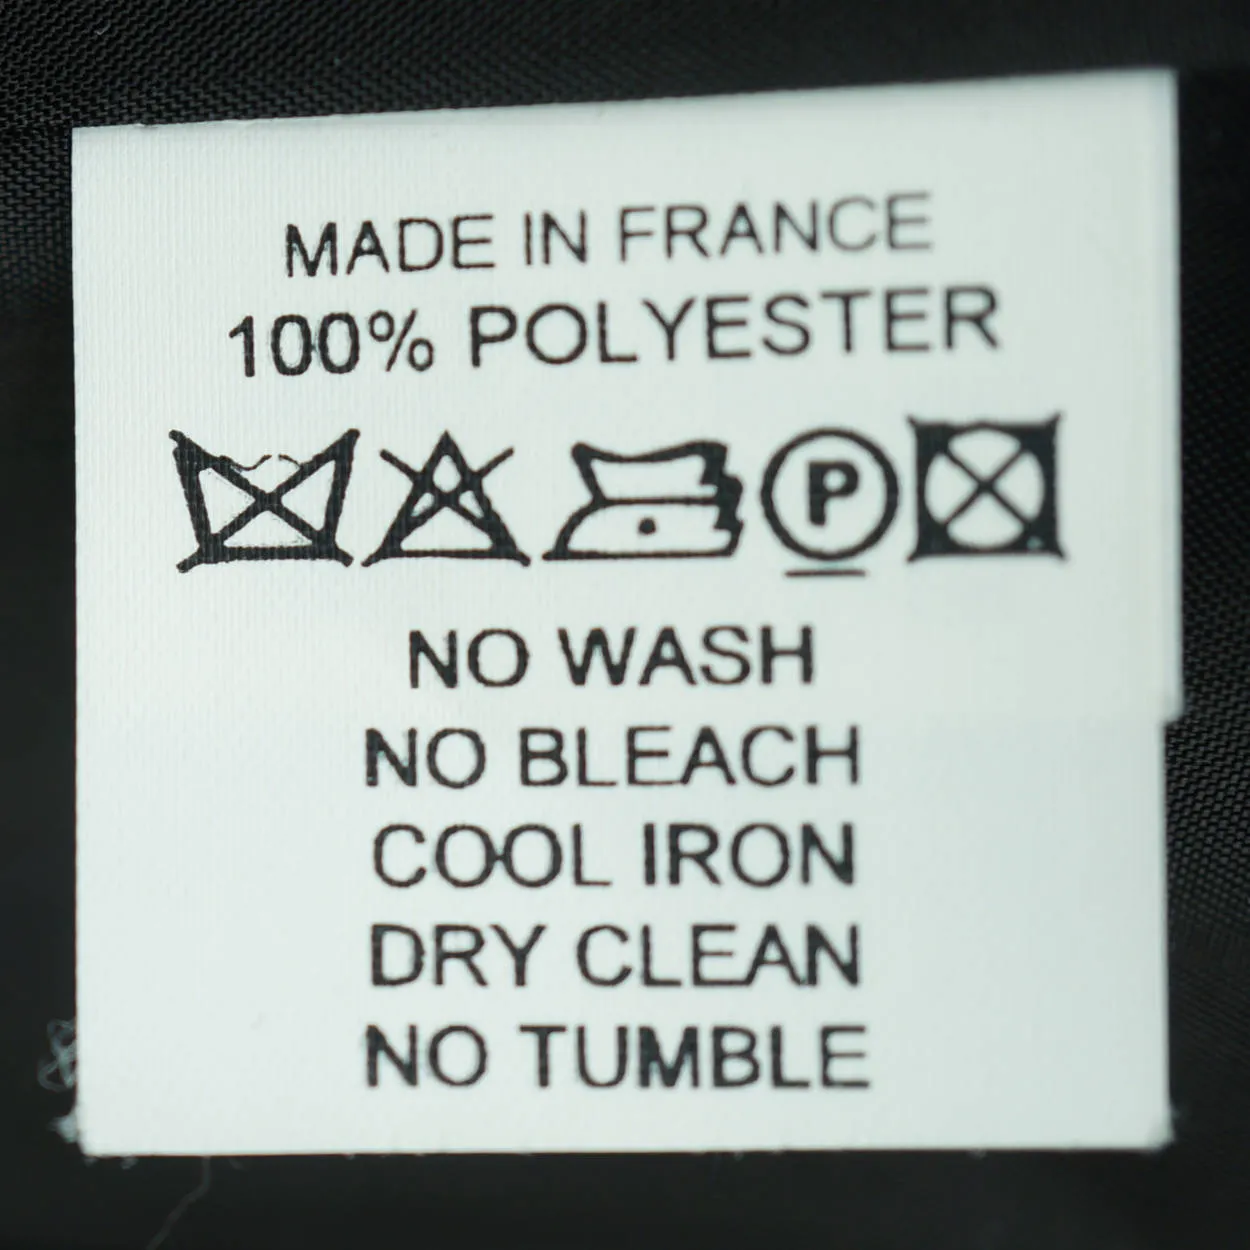 MADE IN FRANCE
100% POLYESTER
P
NO WASH
NO BLEACH
COOL IRON
DRY CLEAN
NO TUMBLE